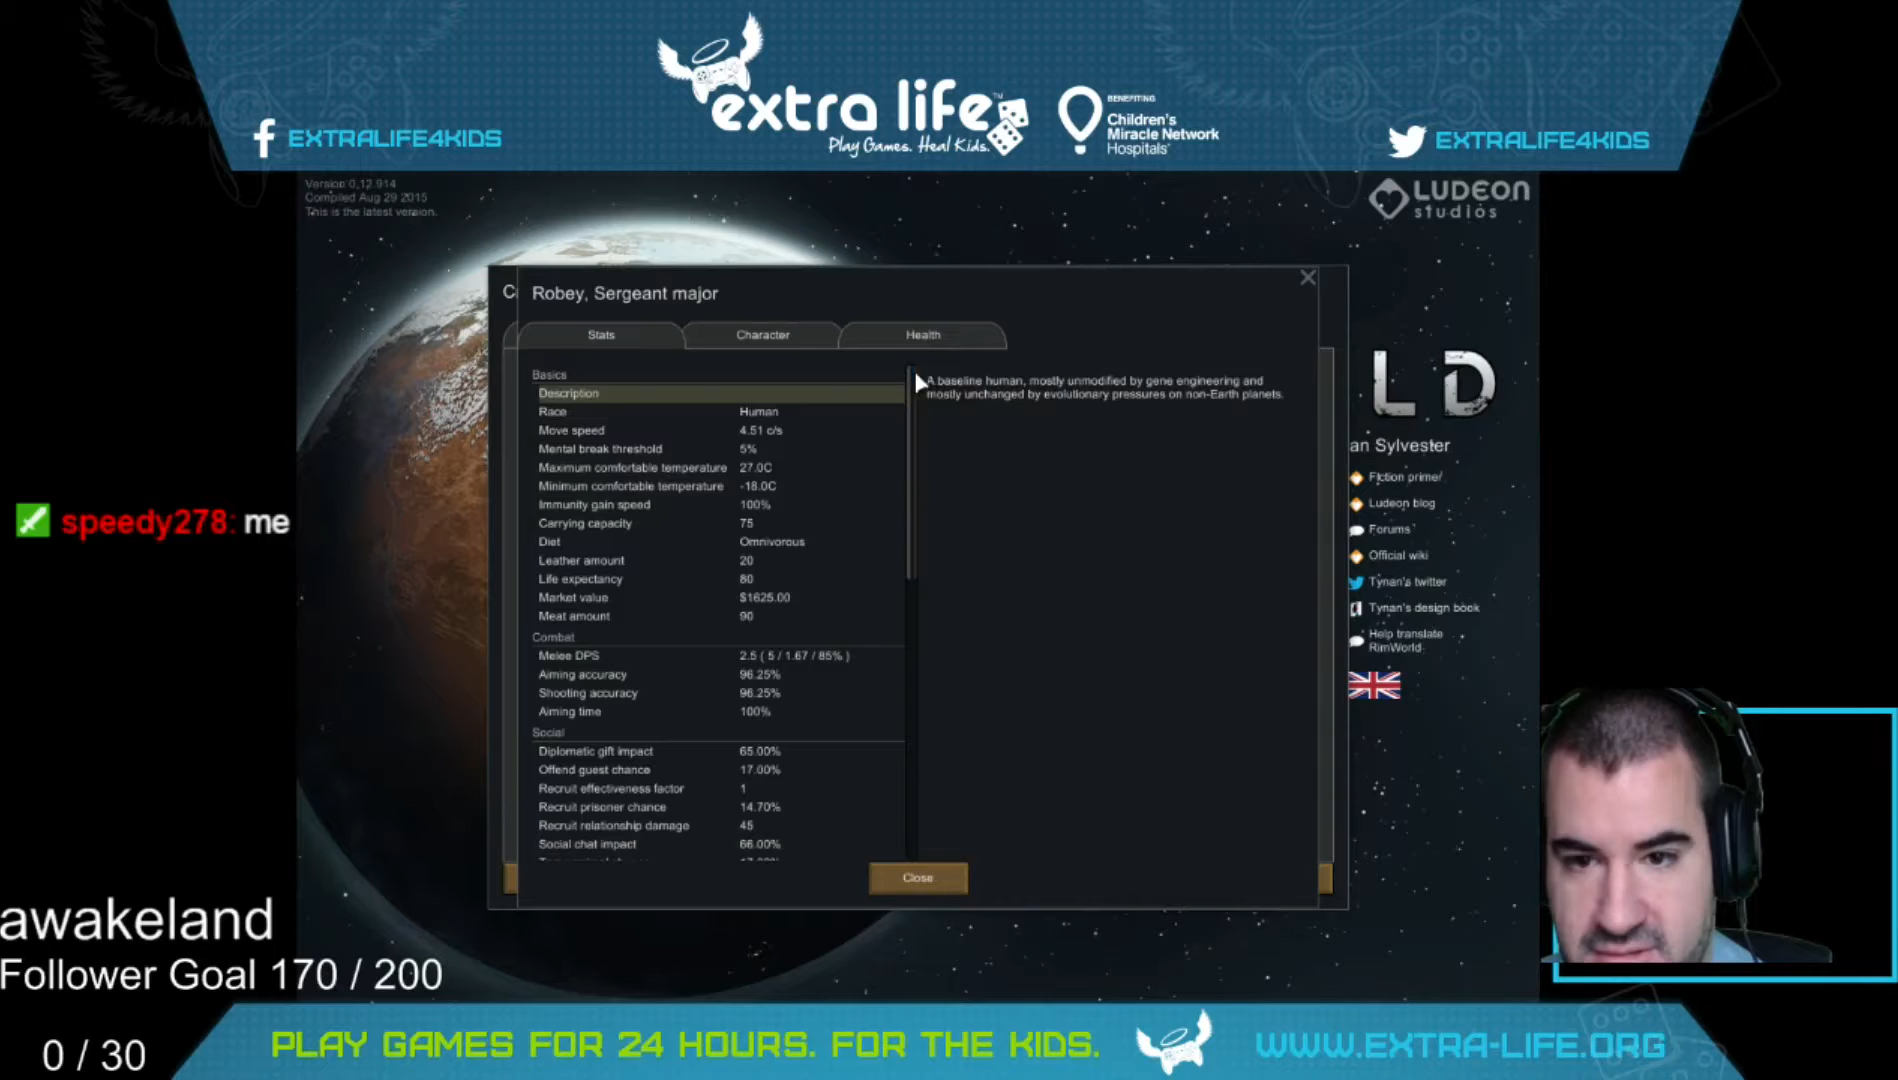 extra life™
Play Games. Heal Kids.
BENEFITING
Children's
Miracle Network
Hospitals
EXTRALIFE4KIDS
EXTRALIFE4KIDS
Version 0.12.914
Compiled Aug 29 2015
This is the latest version.
LUDEON
studios
Robey, Sergeant major
Stats Character Health
Basics
Description
Race Human
Move speed 4.51 c/s
Mental break threshold 5%
Maximum comfortable temperature 27.0C
Minimum comfortable temperature -18.0C
Immunity gain speed 100%
Carrying capacity 75
Diet Omnivorous
Leather amount 20
Life expectancy 80
Market value $1625.00
Meat amount 90
Combat
Melee DPS 2.5 ( 5 / 1.67 / 85% )
Aiming accuracy 96.25%
Shooting accuracy 96.25%
Aiming time 100%
Social
Diplomatic gift impact 65.00%
Offend guest chance 17.00%
Recruit effectiveness factor 1
Recruit prisoner chance 14.70%
Recruit relationship damage 45
Social chat impact 66.00%
A baseline human, mostly unmodified by gene engineering and
mostly unchanged by evolutionary pressures on non-Earth planets.
Close
LD
an Sylvester
Fiction primer
Ludeon blog
Forums
Official wiki
Tynan's twitter
Tynan's design book
Help translate
RimWorld
speedy278: me
awakeland
Follower Goal 170 / 200
0 / 30
PLAY GAMES FOR 24 HOURS. FOR THE KIDS.
WWW.EXTRA-LIFE.ORG